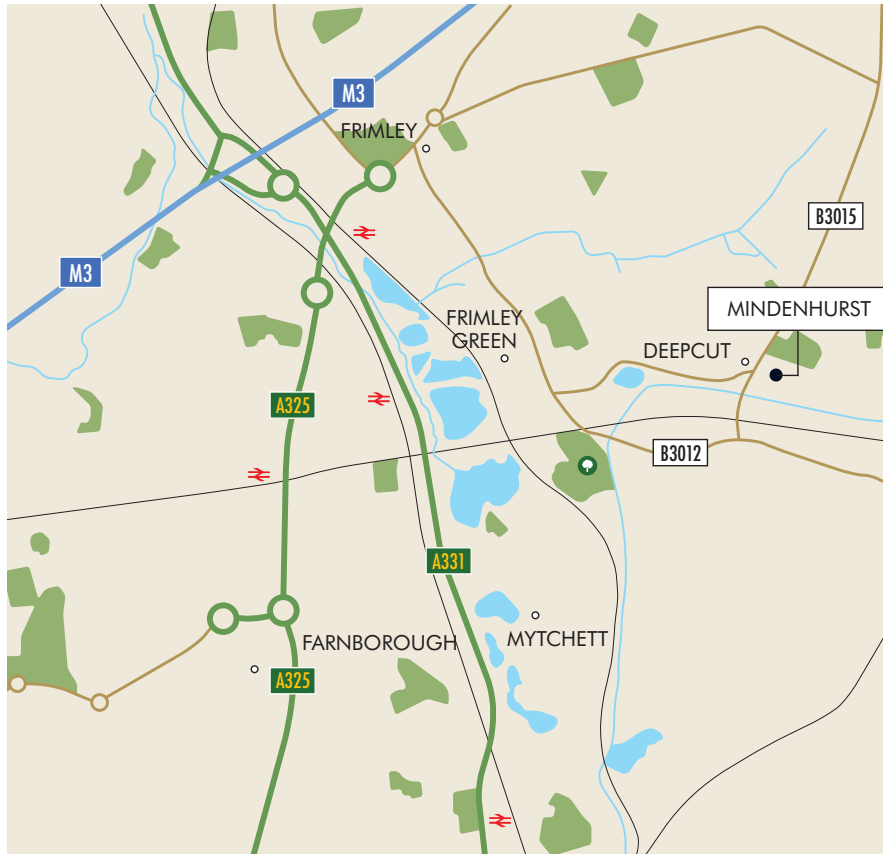 M3
FRIMLEY
B3015
M3
MINDENHURST
FRIMLEY
GREEN
DEEPCUT
A325
B3012
A331
MYTCHETT
FARNBOROUGH
A325